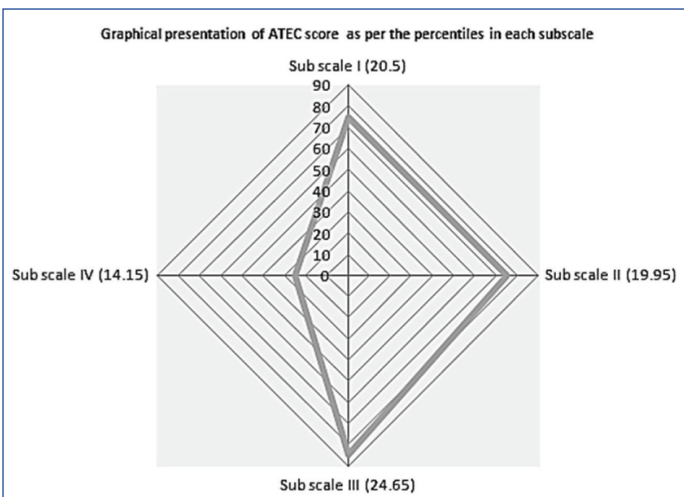 Graphical presentation of ATEC score as per the percentiles in each subscale
Sub scale I (20.5)
90
80
70
60
50
40
30
20
10
0
Sub scale IV (14.15)
Sub scale II (19.95)
Sub scale III (24.65)